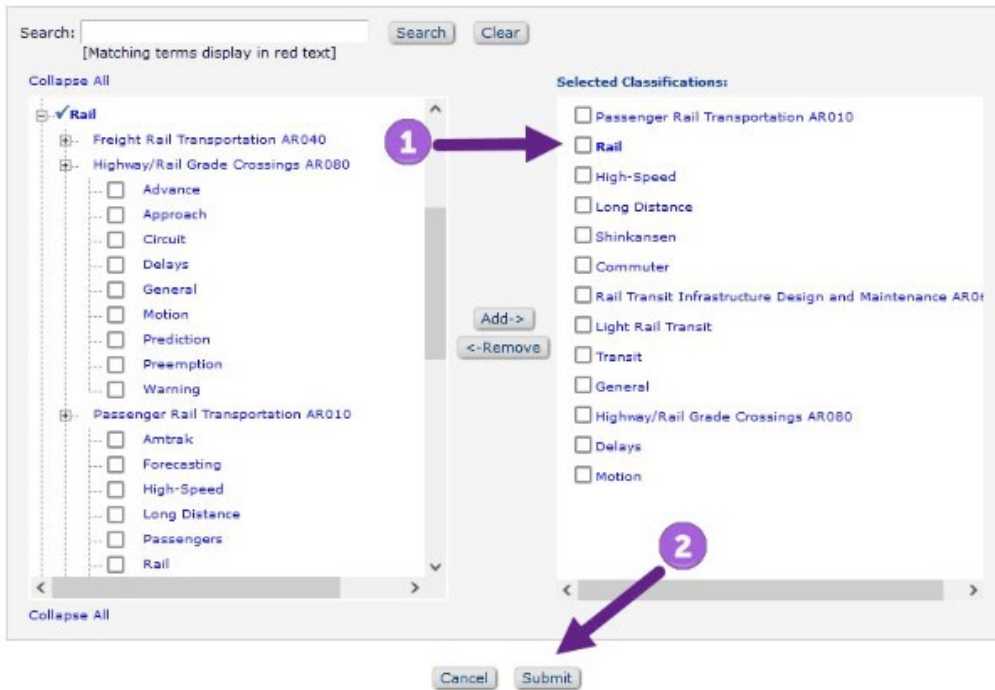 Search: Search Clear
[Matching terms display in red text]
Collapse All
Rail
Freight Rail Transportation AR040
Highway/Rail Grade Crossings AR080
Advance
Approach
Circuit
Delays
General
Motion
Prediction
Preemption
Warning
Passenger Rail Transportation AR010
Amtrak
Forecasting
High-Speed
Long Distance
Passengers
Rail
Collapse All
1
Add->
<-Remove
Selected Classifications:
Passenger Rail Transportation AR010
Rail
High-Speed
Long Distance
Shinkansen
Commuter
Rail Transit Infrastructure Design and Maintenance
Light Rail Transit
Transit
General
Highway/Rail Grade Crossings AR080
Delays
Motion
2
Cancel Submit